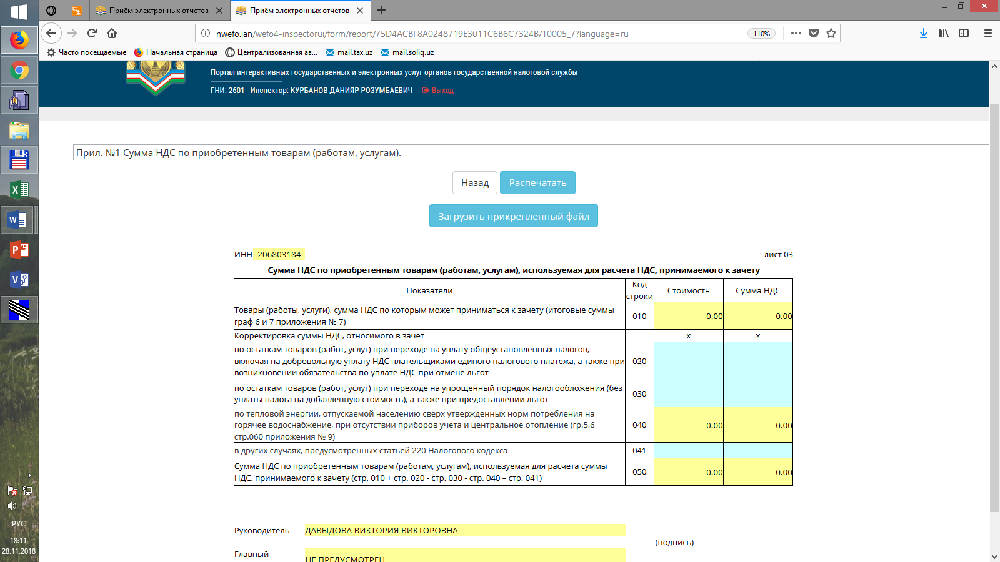 Приём электронных отчетов
Приём электронных отчетов
nwefo.lan/wefo4-inspectorui/form/report/75D4ACBF8A0248719E3011C6B6C7324B/10005_7?language=ru
110%
Часто посещаемые
Начальная страница
Централизованная ав...
mail.tax.uz
mail.soliq.uz
Портал интерактивных государственных и электронных услуг органов государственной налоговой службы
ГНИ: 2601 Инспектор: КУРБАНОВ ДАНИЯР РОЗУМБАЕВИЧ Выход
Прил. №1 Сумма НДС по приобретенным товарам (работам, услугам).
Назад
Распечатать
Загрузить прикрепленный файл
ИНН 206803184
лист 03
Сумма НДС по приобретенным товарам (работам, услугам), используемая для расчета НДС, принимаемого к зачету
Показатели
Код
строки
Стоимость
Сумма НДС
Товары (работы, услуги), сумма НДС по которым может приниматься к зачету (итоговые суммы
граф 6 и 7 приложения № 7)
010
0.00
0.00
Корректировка суммы НДС, относимого в зачет
x
x
по остаткам товаров (работ, услуг) при переходе на уплату общеустановленных налогов,
включая на добровольную уплату НДС плательщиками единого налогового платежа, а также при
возникновении обязательства по уплате НДС при отмене льгот
020
по остаткам товаров (работ, услуг) при переходе на упрощенный порядок налогообложения (без
уплаты налога на добавленную стоимость), а также при предоставлении льгот
030
по тепловой энергии, отпускаемой населению сверх утвержденных норм потребления на
горячее водоснабжение, при отсутствии приборов учета и центральное отопление (гр.5,6
стр.060 приложения № 9)
040
0.00
0.00
в других случаях, предусмотренных статьей 220 Налогового кодекса
041
Сумма НДС по приобретенным товарам (работам, услугам), используемая для расчета суммы
НДС, принимаемого к зачету (стр. 010 + стр. 020 - стр. 030 - стр. 040 – стр. 041)
050
0.00
0.00
Руководитель
ДАВЫДОВА ВИКТОРИЯ ВИКТОРОВНА
(подпись)
Главный
НЕ ПРЕДУСМОТРЕН
РУС
18:11
28.11.2018